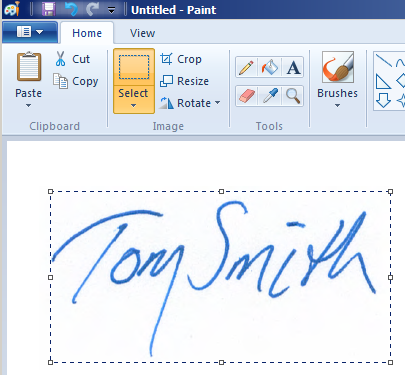 Untitled - Paint
Home View
Paste
Cut
Copy
Clipboard
Select
Crop
Resize
Rotate
Image
A
Tools
Brushes
Tom Smith